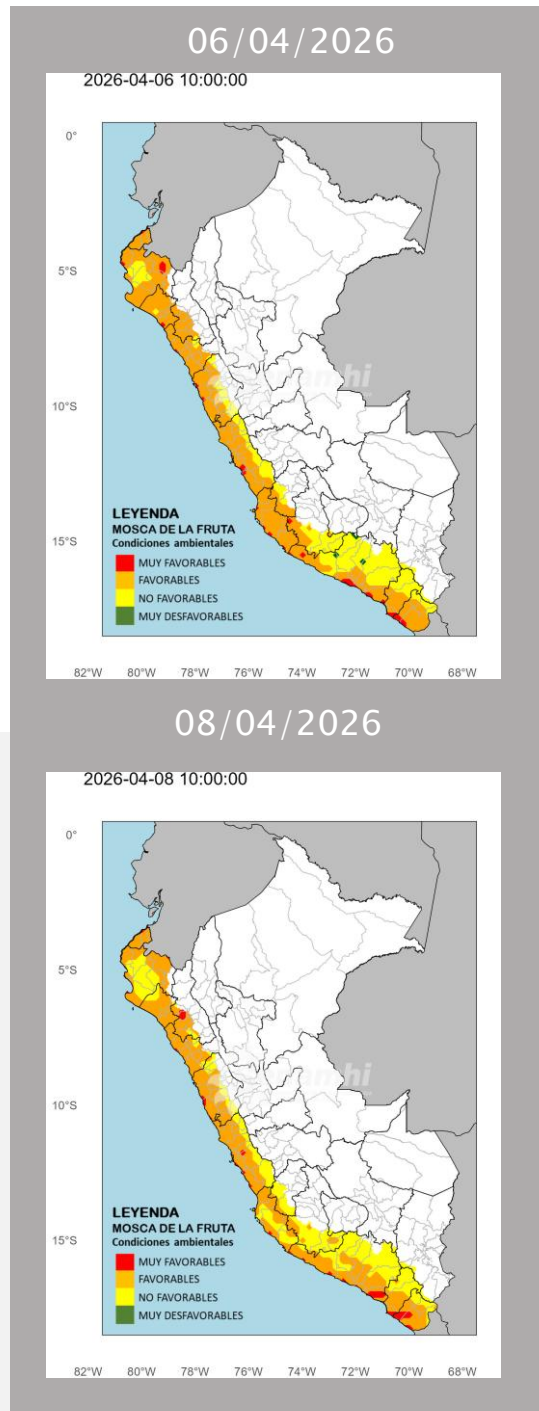 06/04/2026
2026-04-06 10:00:00
0°
5°S
10°S
15°S
LEYENDA
MOSCA DE LA FRUTA
Condiciones ambientales
MUY FAVORABLES
FAVORABLES
NO FAVORABLES
MUY DESFAVORABLES
82°W 80°W 78°W 76°W 74°W 72°W 70°W 68°W
08/04/2026
2026-04-08 10:00:00
0°
5°S
10°S
15°S
LEYENDA
MOSCA DE LA FRUTA
Condiciones ambientales
MUY FAVORABLES
FAVORABLES
NO FAVORABLES
MUY DESFAVORABLES
82°W 80°W 78°W 76°W 74°W 72°W 70°W 68°W